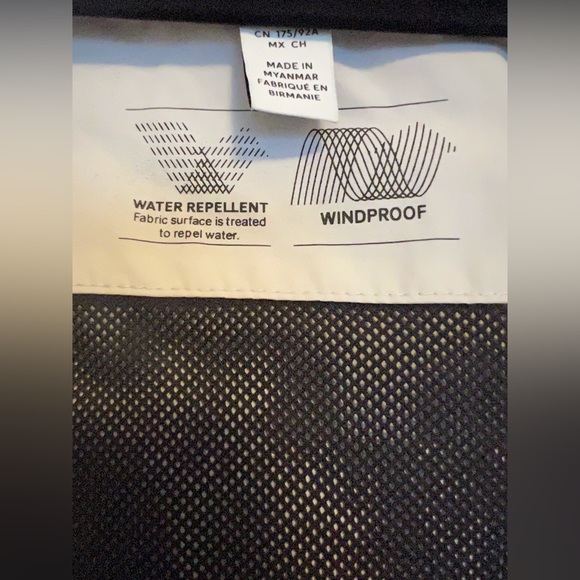 CN 175/92A
MX CH
MADE IN
MYANMAR
FABRIQUÉ EN
BIRMANIE
WATER REPELLENT
Fabric surface is treated
to repel water.
WINDPROOF